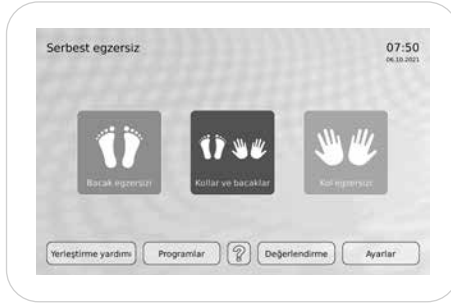 Serbest egzersiz
07:50
06.10.2021
Bacak egzersizi
Kollar ve bacaklar
Kol egzersizi
Yerleştirme yardımı
Programlar
?
Değerlendirme
Ayarlar